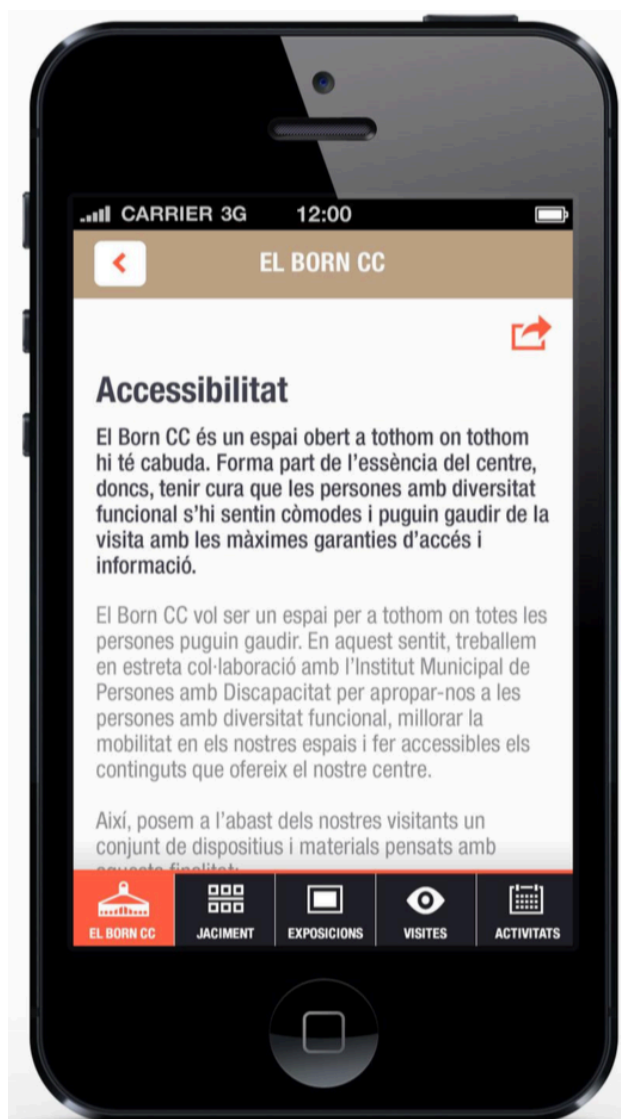 CARRIER 3G 12:00
EL BORN CC
Accessibilitat
El Born CC és un espai obert a tothom on tothom
hi té cabuda. Forma part de l’essència del centre,
doncs, tenir cura que les persones amb diversitat
funcional s’hi sentin còmodes i puguin gaudir de la
visita amb les màximes garanties d’accés i
informació.
El Born CC vol ser un espai per a tothom on totes les
persones puguin gaudir. En aquest sentit, treballem
en estreta col·laboració amb l’Institut Municipal de
Persones amb Discapacitat per apropar-nos a les
persones amb diversitat funcional, millorar la
mobilitat en els nostres espais i fer accessibles els
continguts que ofereix el nostre centre.
Així, posem a l’abast dels nostres visitants un
conjunt de dispositius i materials pensats amb
aquesta finalitat:
EL BORN CC JACIMENT EXPOSICIONS VISITES ACTIVITATS